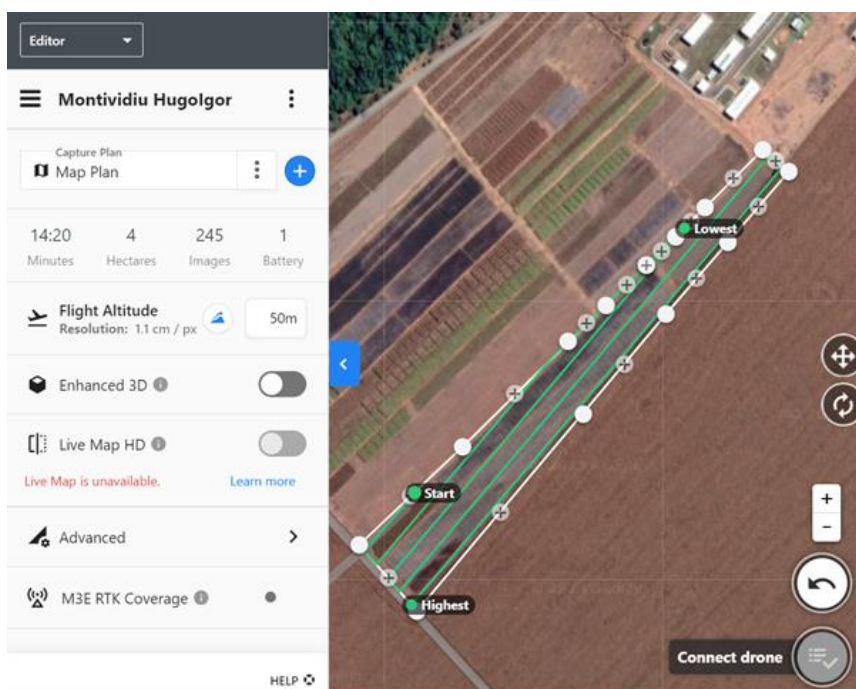 Editor
Montividiu Hugolgor
Capture Plan
Map Plan
14:20 4 245 1
Minutes Hectares Images Battery
Flight Altitude
Resolution: 1.1 cm / px
50m
Enhanced 3D
Live Map HD
Live Map is unavailable. Learn more
Advanced
M3E RTK Coverage
HELP
Lowest
Start
Highest
Connect drone